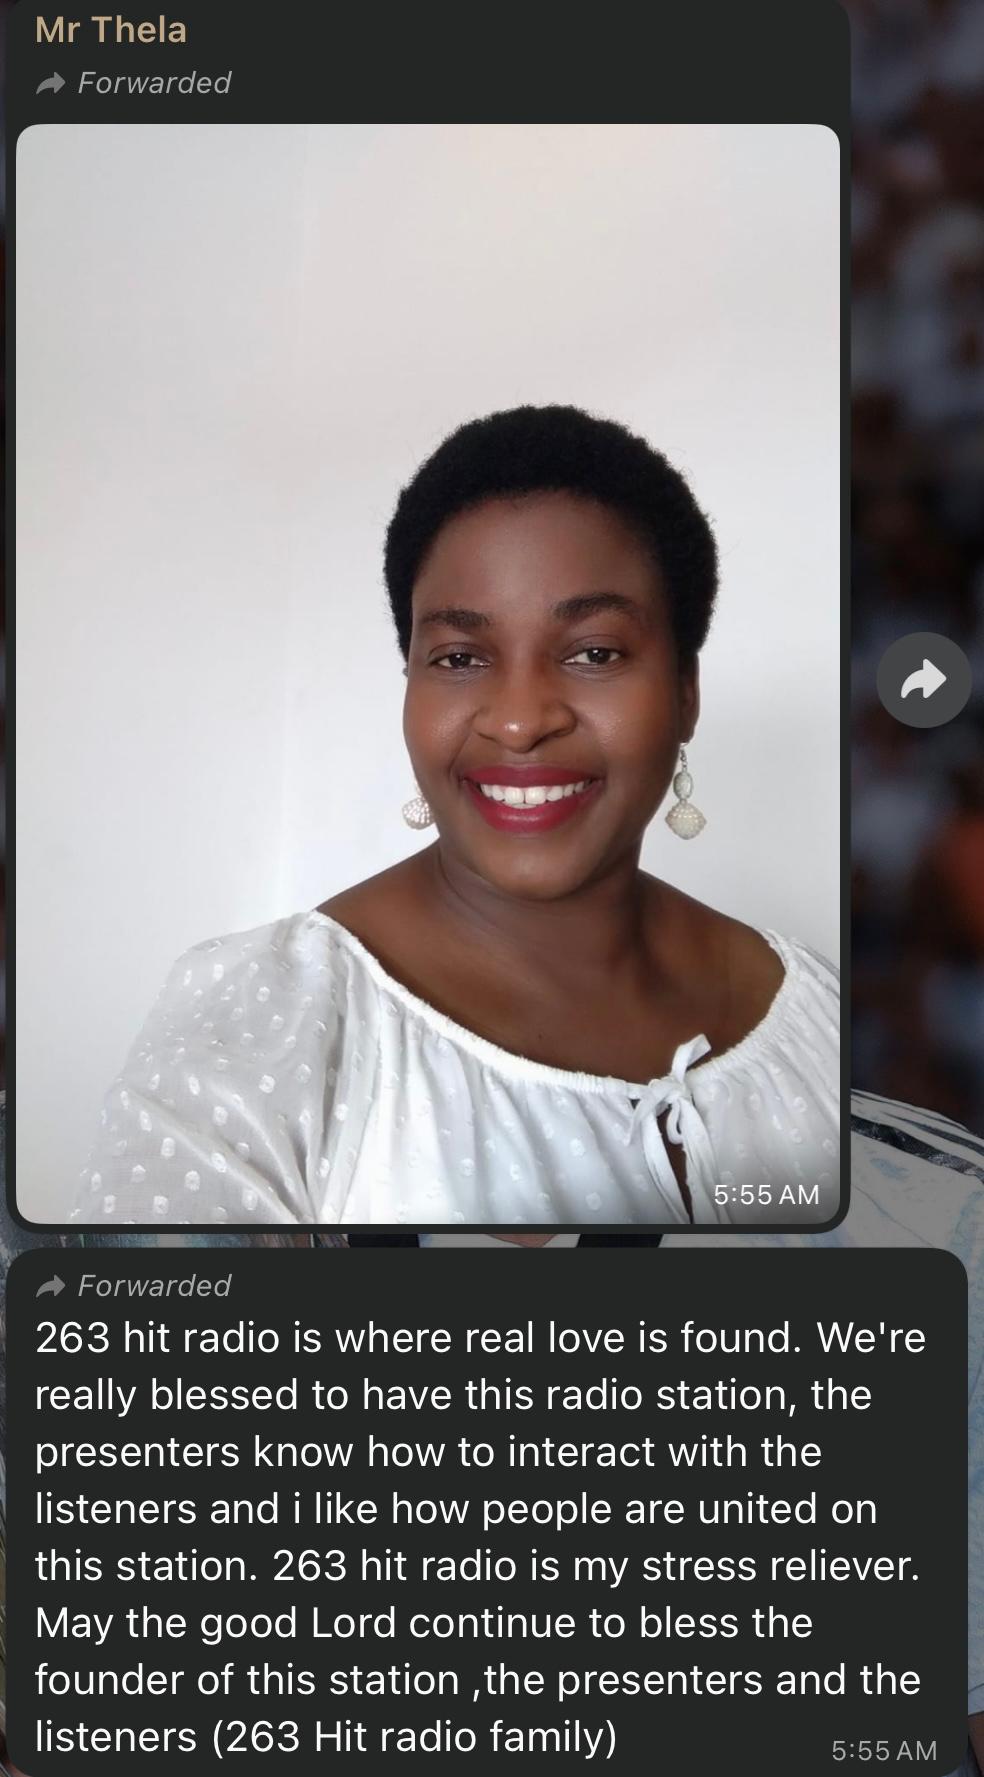 Mr Thela
Forwarded
5:55 AM
Forwarded
263 hit radio is where real love is found. We're
really blessed to have this radio station, the
presenters know how to interact with the
listeners and i like how people are united on
this station. 263 hit radio is my stress reliever.
May the good Lord continue to bless the
founder of this station ,the presenters and the
listeners (263 Hit radio family)
5:55 AM